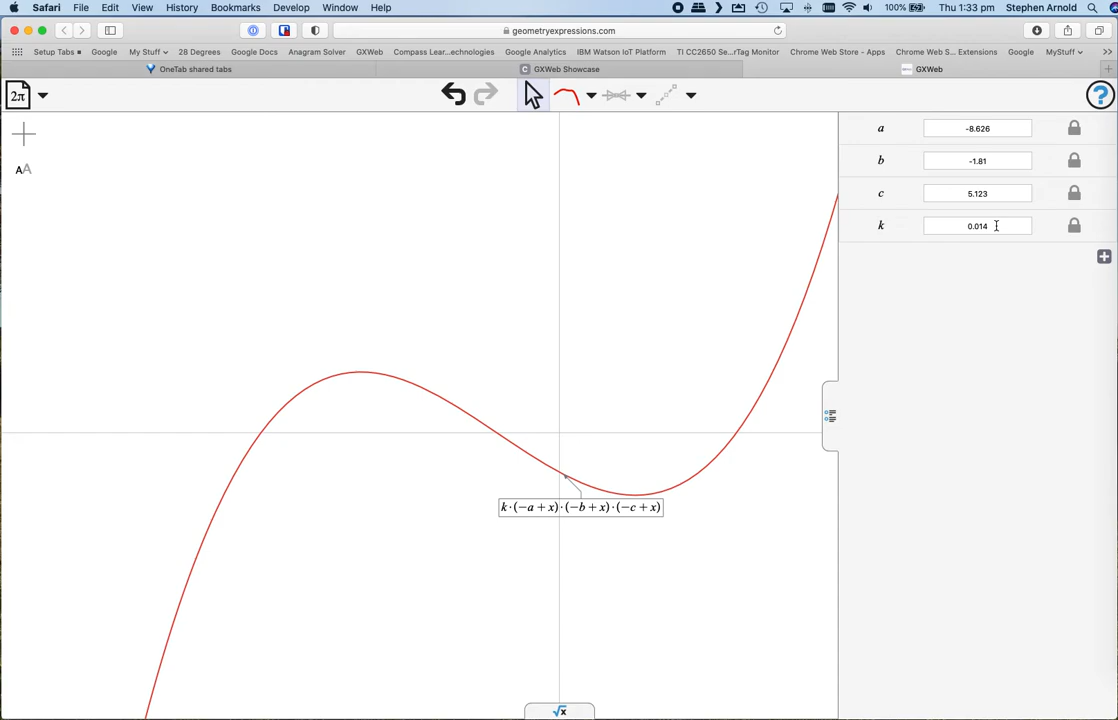 Safari File Edit View History Bookmarks Develop Window Help 100% Thu 1:33 pm Stephen Arnold
geometryexpressions.com
Setup Tabs Google My Stuff 28 Degrees Google Docs Anagram Solver GXWeb Compass Lear...echnologies Google Analytics IBM Watson IoT Platform TI CC2650 Se...rTag Monitor Chrome Web Store - Apps Chrome Web S... Extensions Google MyStuff
OneTab shared tabs GXWeb Showcase GXWeb
2π ?
AA
a -8.626
b -1.81
c 5.123
k 0.014
k·(−a+x)·(−b+x)·(−c+x)
√x